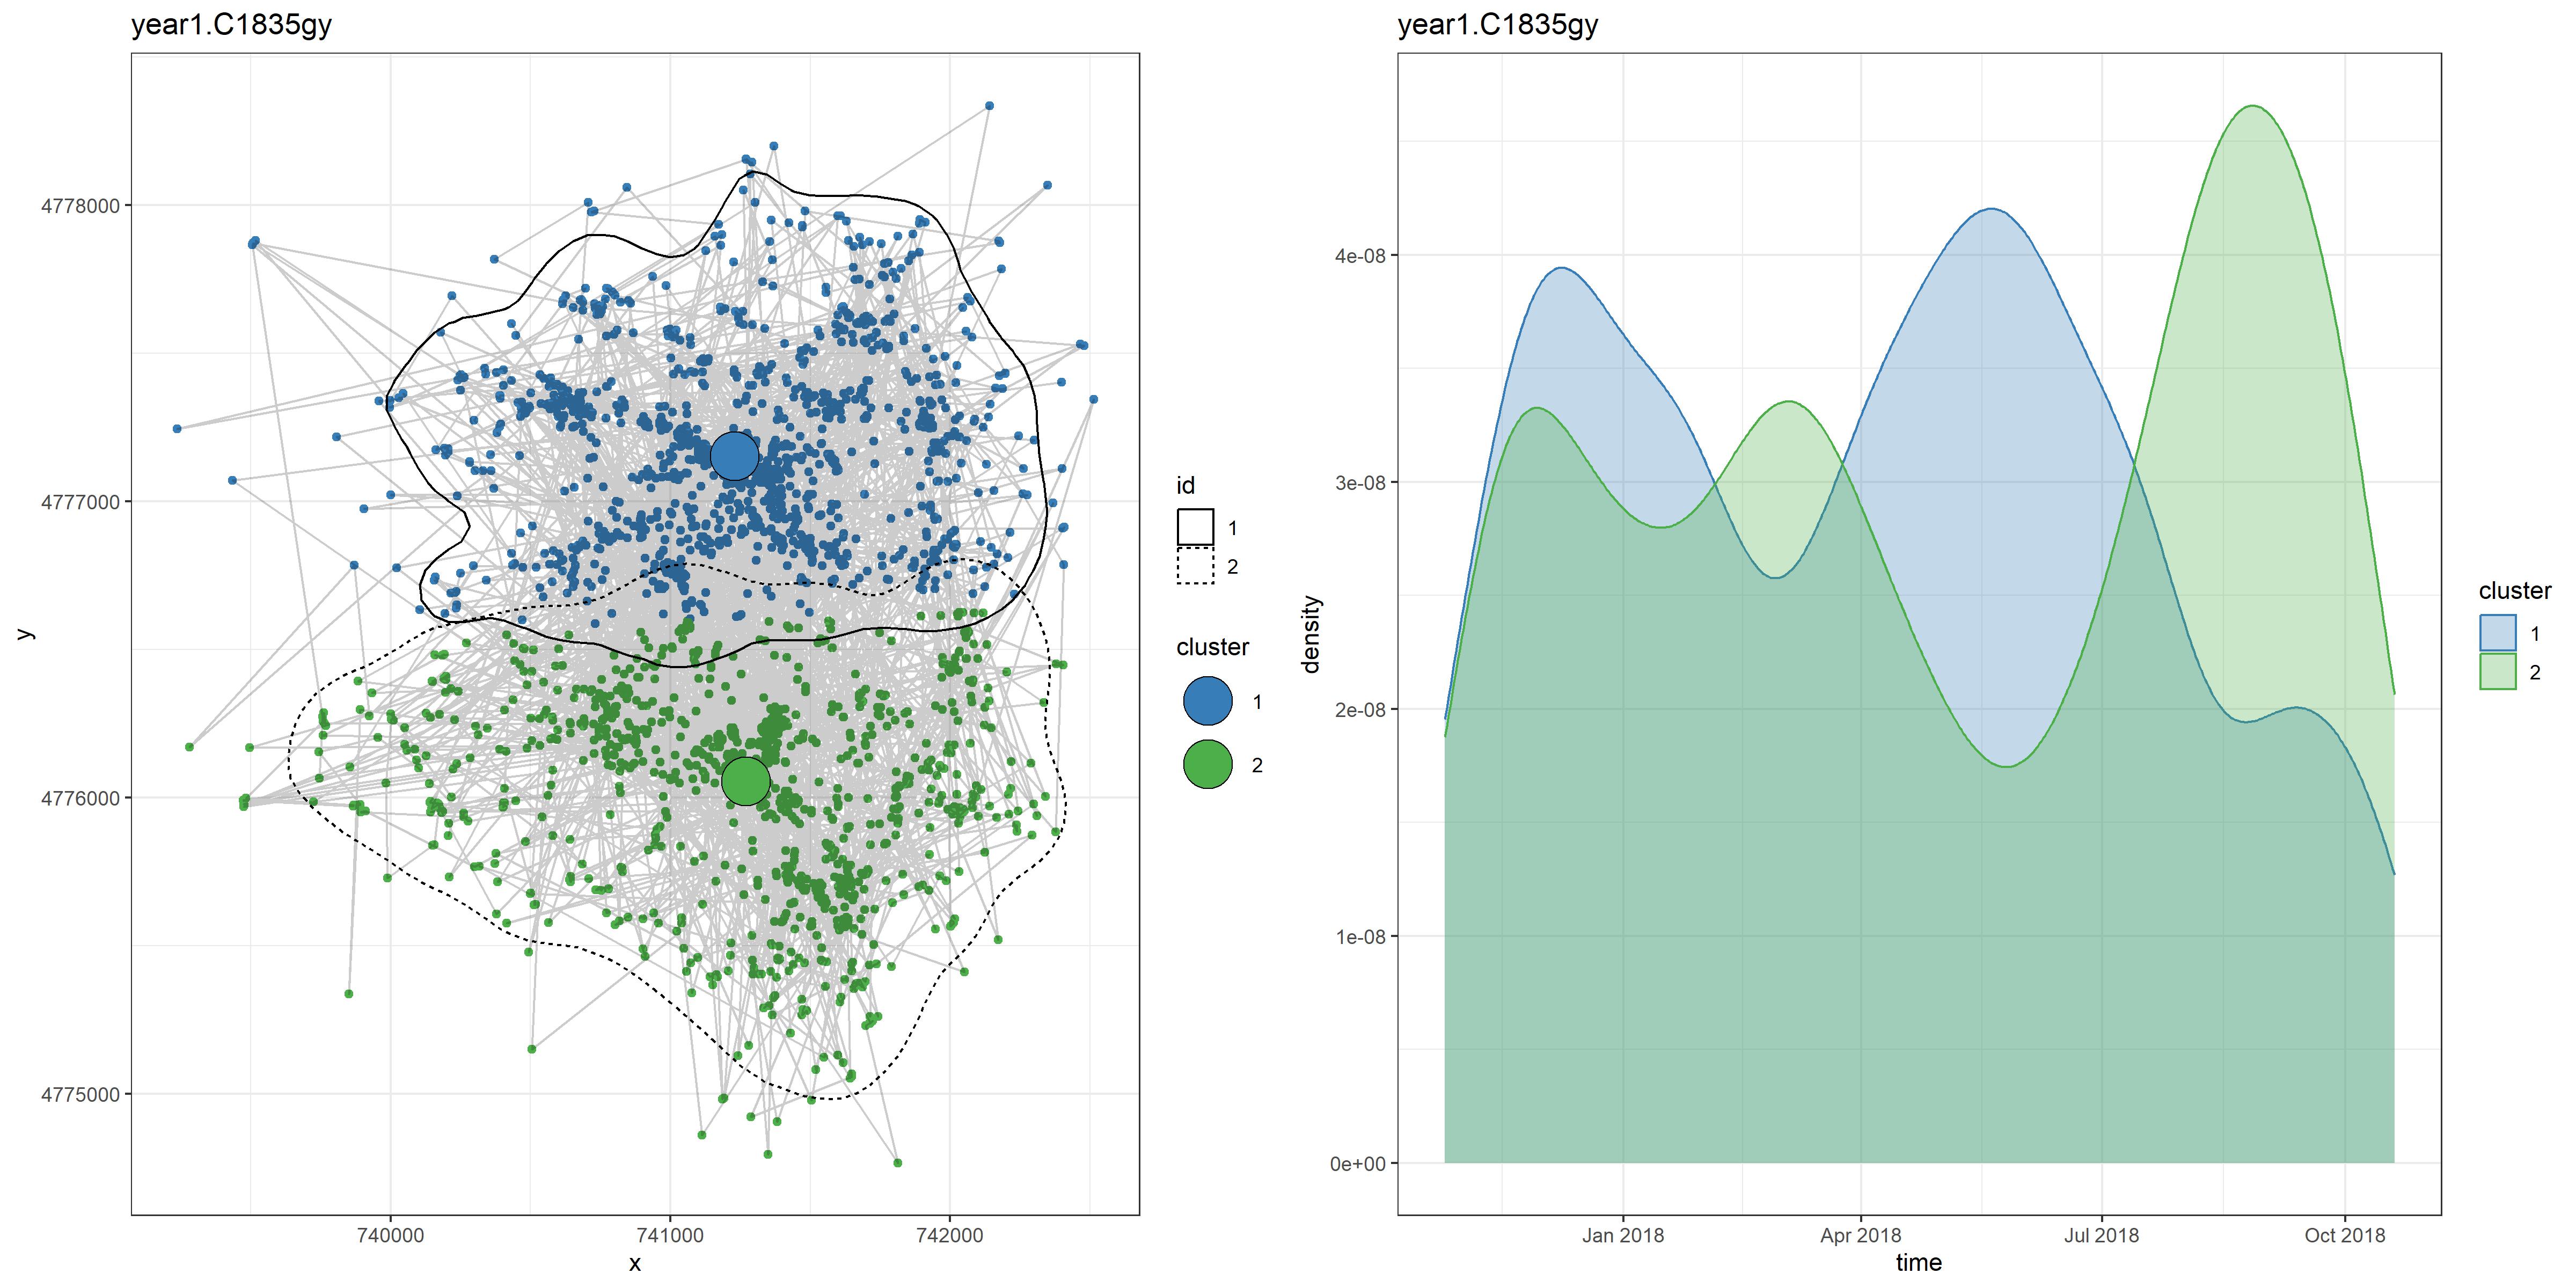 year1.C1835gy
4778000
4777000
4776000
4775000
y
740000
741000
742000
x
id
1
2
cluster
1
2
year1.C1835gy
4e-08
3e-08
2e-08
1e-08
0e+00
density
Jan 2018
Apr 2018
Jul 2018
Oct 2018
time
cluster
1
2